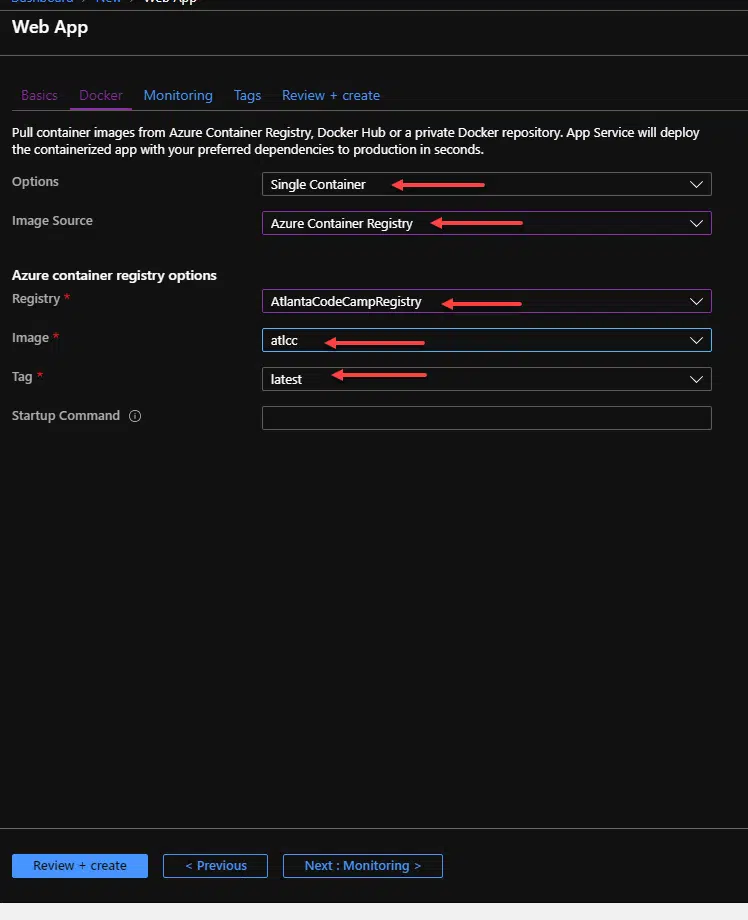 Dashboard > New > Web App
Web App
Basics Docker Monitoring Tags Review + create
Pull container images from Azure Container Registry, Docker Hub or a private Docker repository. App Service will deploy
the containerized app with your preferred dependencies to production in seconds.
Options Single Container
Image Source Azure Container Registry
Azure container registry options
Registry * AtlantaCodeCampRegistry
Image * atlcc
Tag * latest
Startup Command
Review + create < Previous Next : Monitoring >